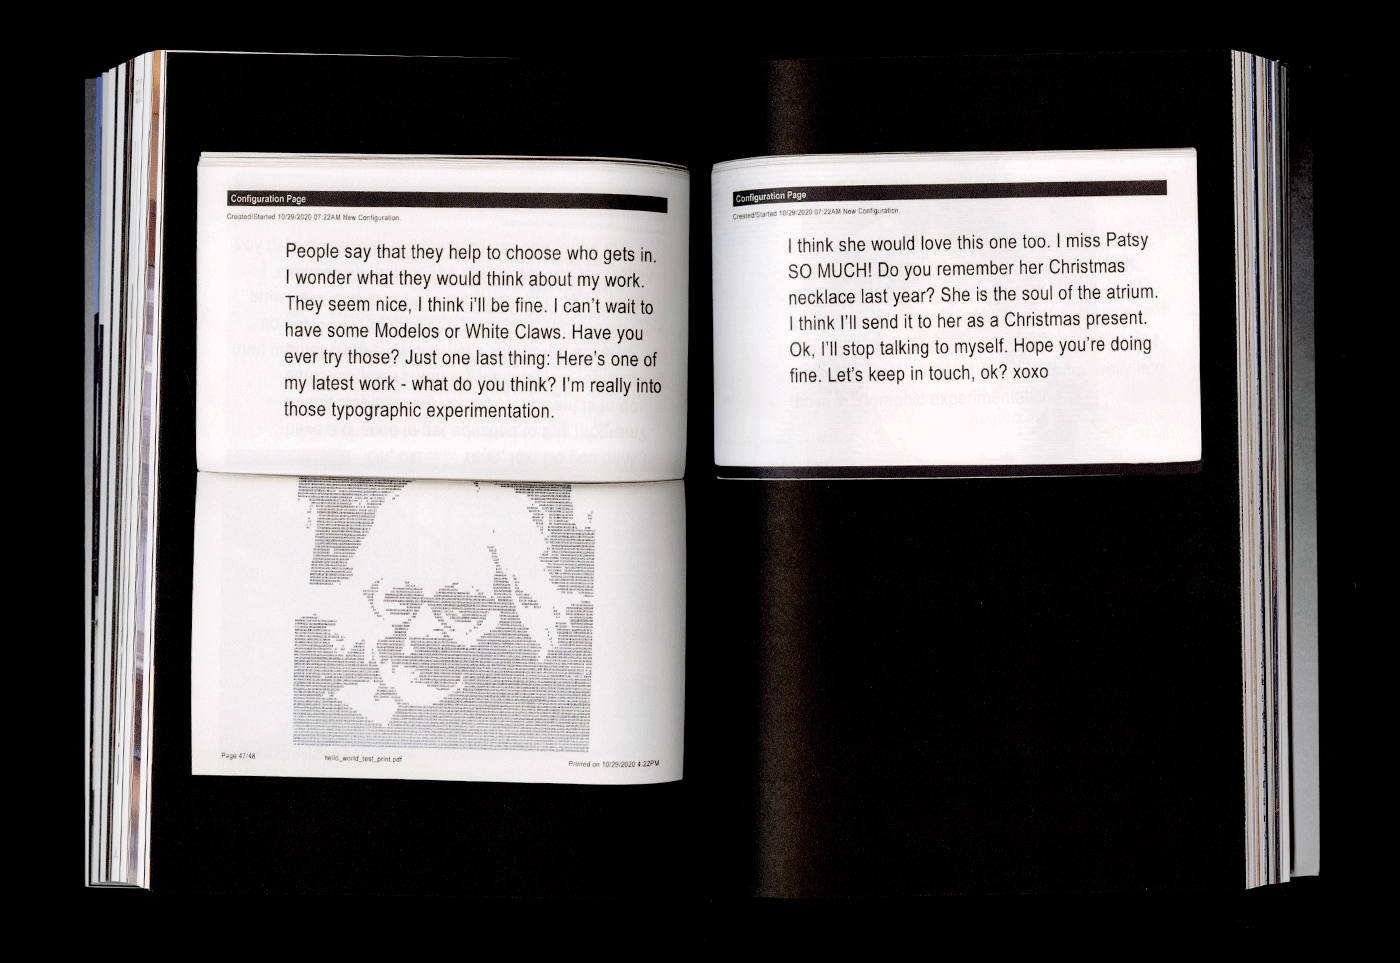 Configuration Page
Created/Started 10/29/2020 07:22AM New Configuration.
People say that they help to choose who gets in.
I wonder what they would think about my work.
They seem nice, I think i'll be fine. I can't wait to
have some Modelos or White Claws. Have you
ever try those? Just one last thing: Here's one of
my latest work - what do you think? I'm really into
those typographic experimentation.
Page 47/48
hello_world_test_print.pdf
Printed on 10/29/2020 4:22PM
Configuration Page
Created/Started 10/29/2020 07:22AM New Configuration.
I think she would love this one too. I miss Patsy
SO MUCH! Do you remember her Christmas
necklace last year? She is the soul of the atrium.
I think I'll send it to her as a Christmas present.
Ok, I'll stop talking to myself. Hope you're doing
fine. Let's keep in touch, ok? xoxo